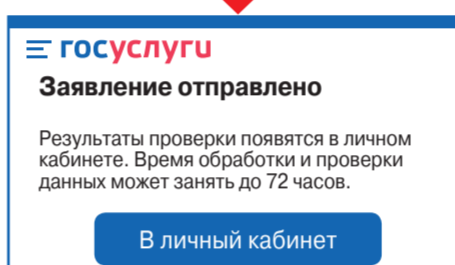 госуслуги
Заявление отправлено
Результаты проверки появятся в личном
кабинете. Время обработки и проверки
данных может занять до 72 часов.
В личный кабинет